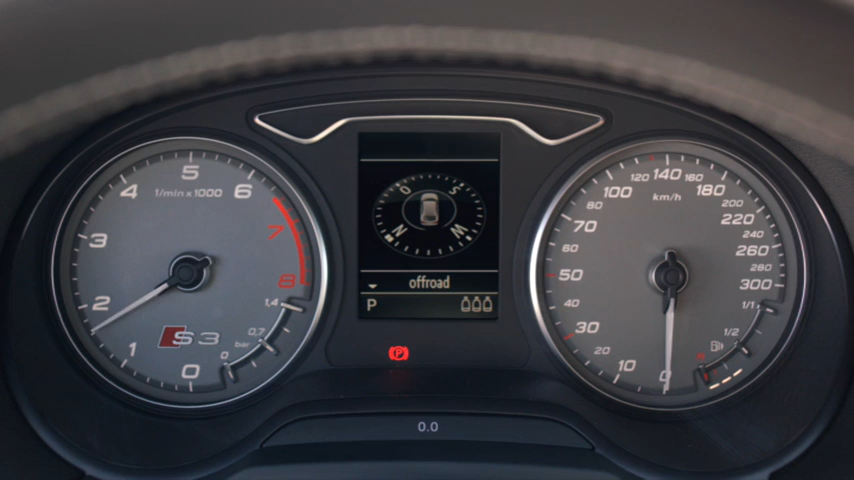 5
4
1/min x 1000
6
3
7
2
8
1,4
S3
0,7
bar
1
0
0
O
S
N
W
offroad
P
120
140
160
100
km/h
180
80
200
70
220
60
240
260
50
280
300
40
1/1
30
1/2
20
R
10
0
(P)
0.0